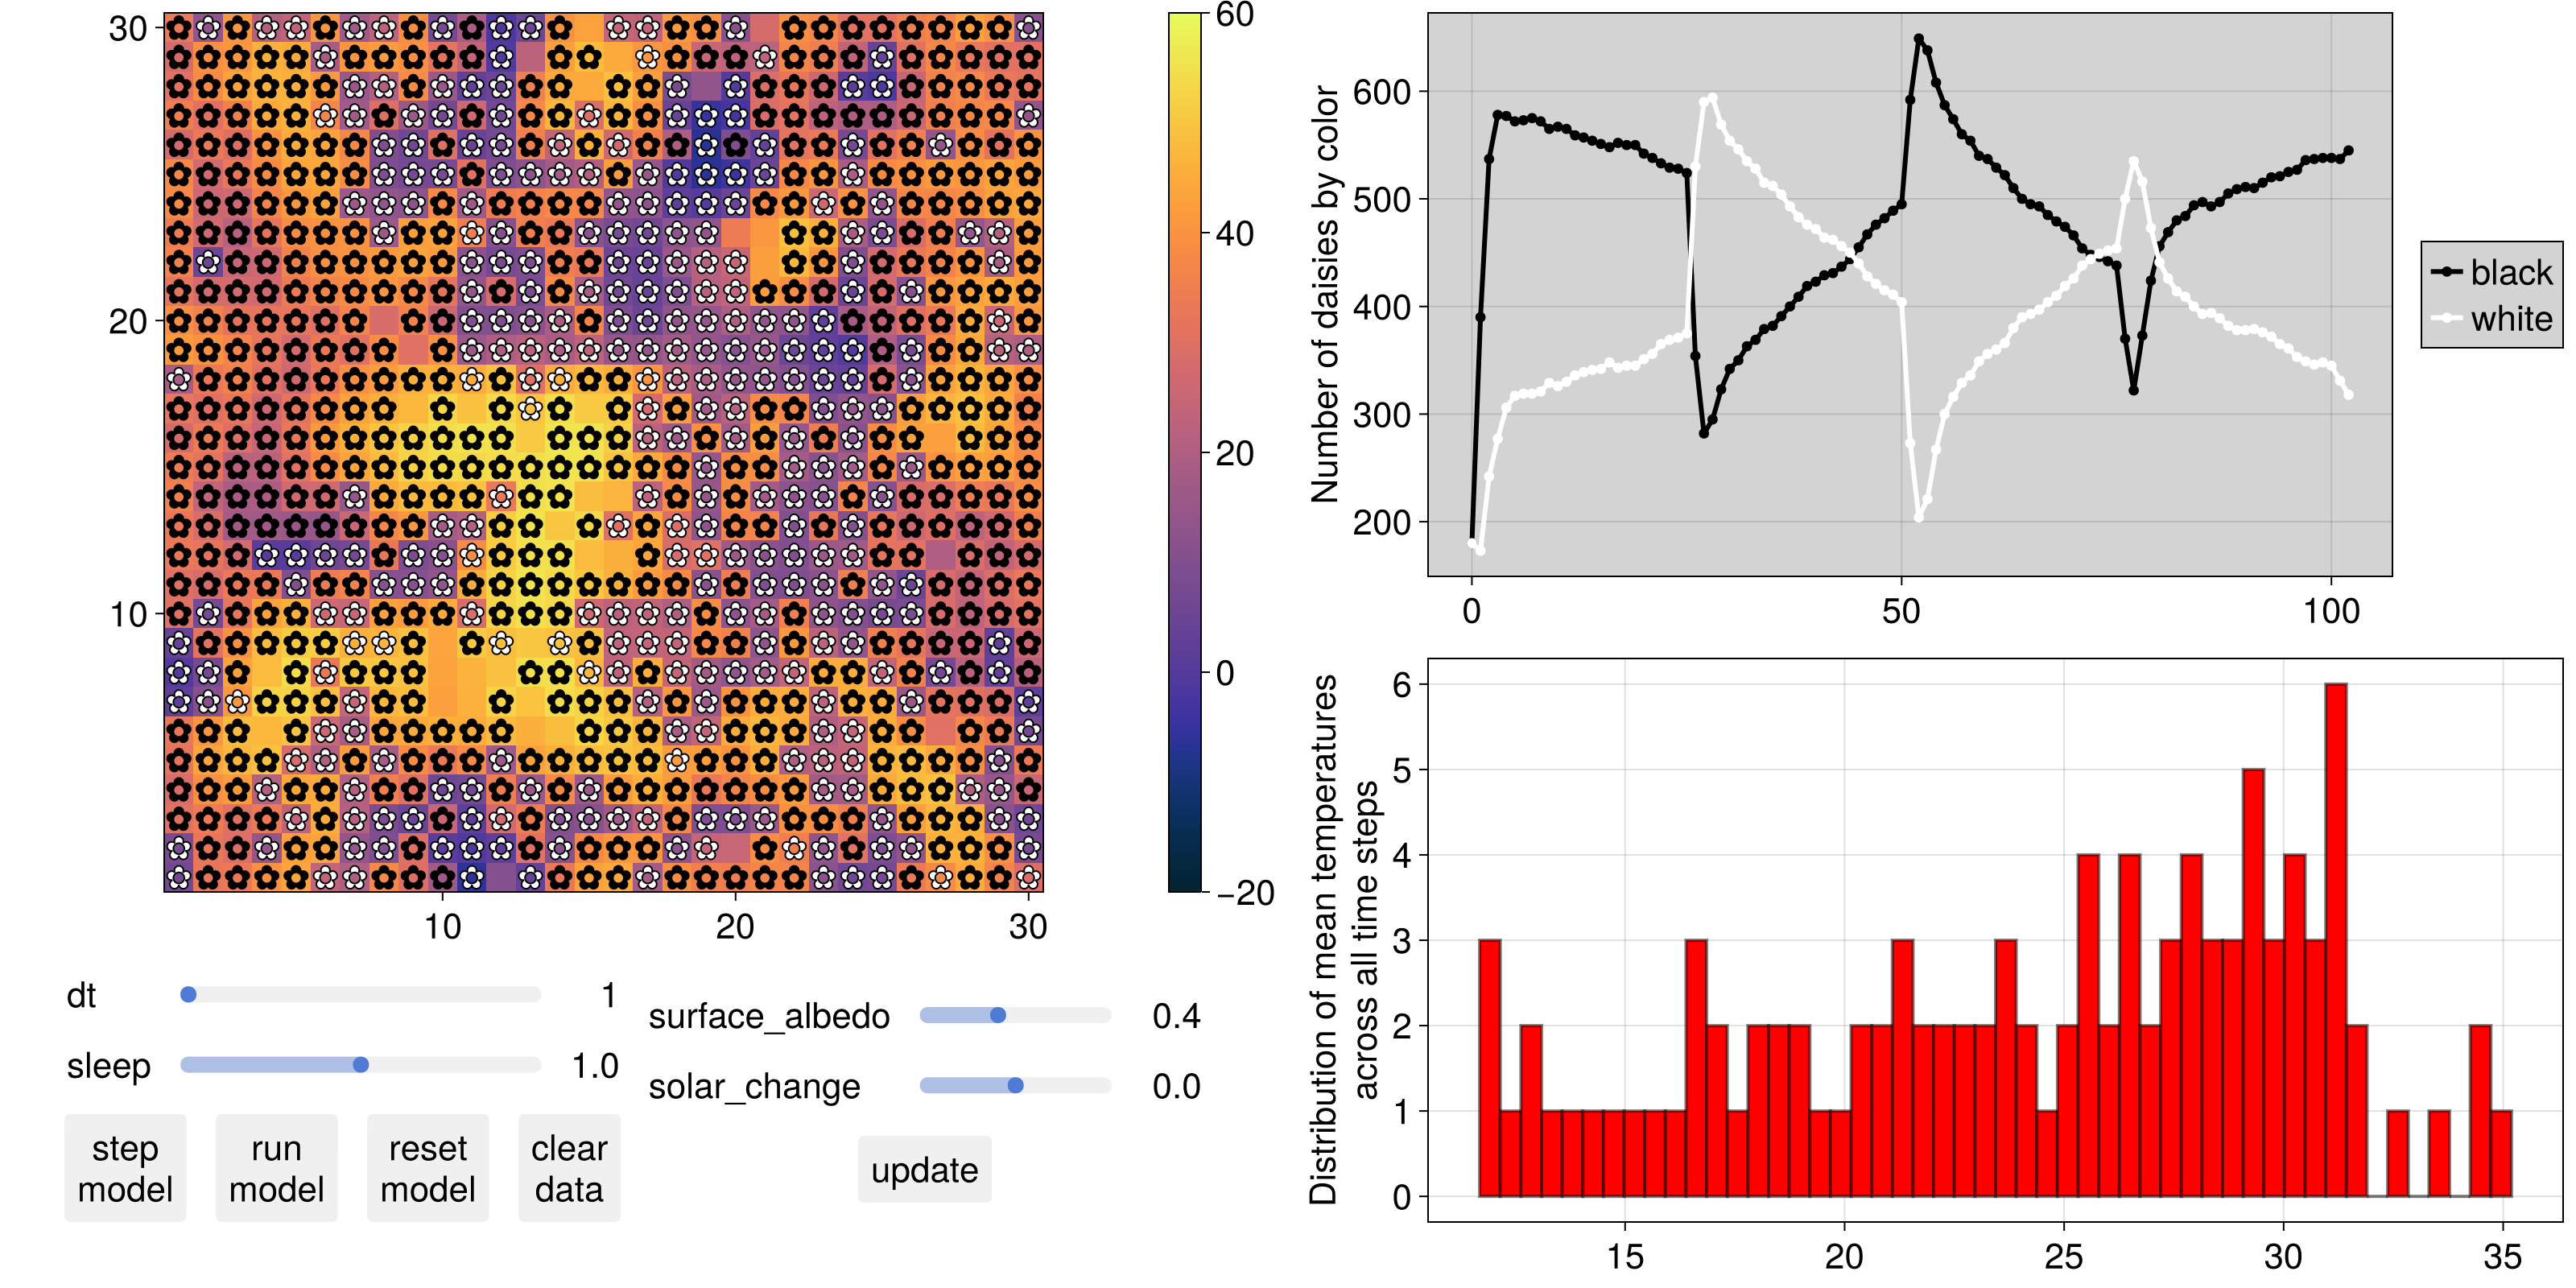 30
20
10
10
20
30
60
40
20
0
−20
Number of daisies by color
600
500
400
300
200
0
50
100
black
white
Distribution of mean temperatures
across all time steps
6
5
4
3
2
1
0
15
20
25
30
35
dt
1
sleep
1.0
surface_albedo
0.4
solar_change
0.0
step
model
run
model
reset
model
clear
data
update